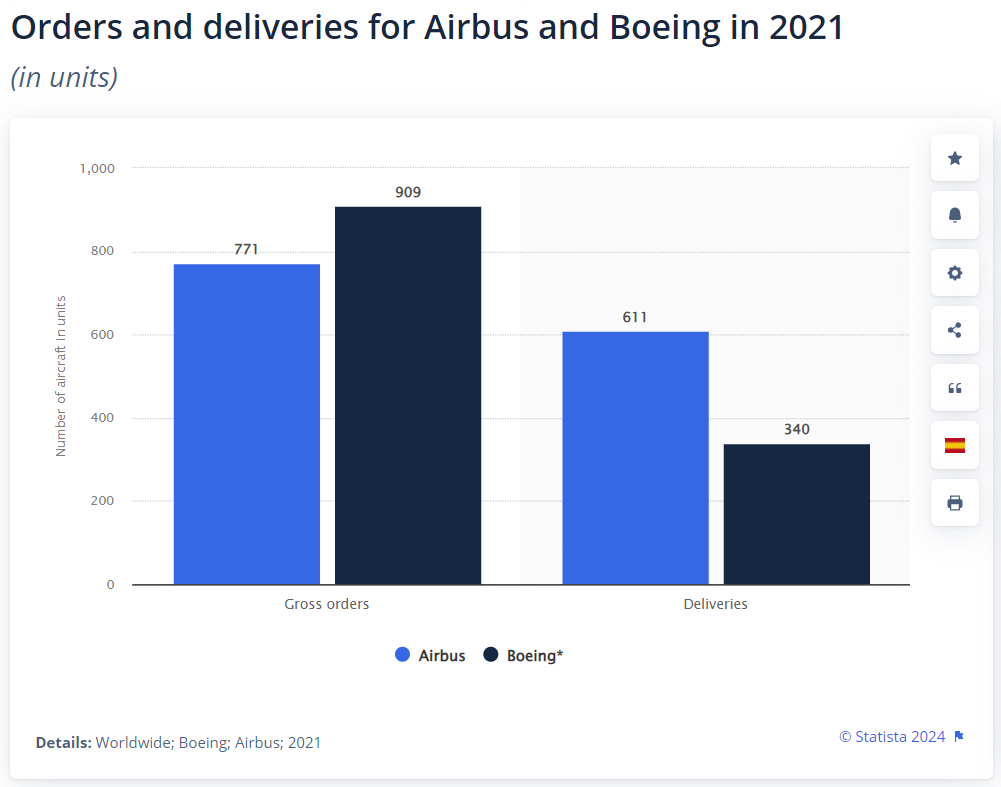 Orders and deliveries for Airbus and Boeing in 2021
(in units)
1,000
800
600
400
200
0
Number of aircraft in units
771
909
611
340
Gross orders
Deliveries
Airbus
Boeing*
Details: Worldwide; Boeing; Airbus; 2021
© Statista 2024